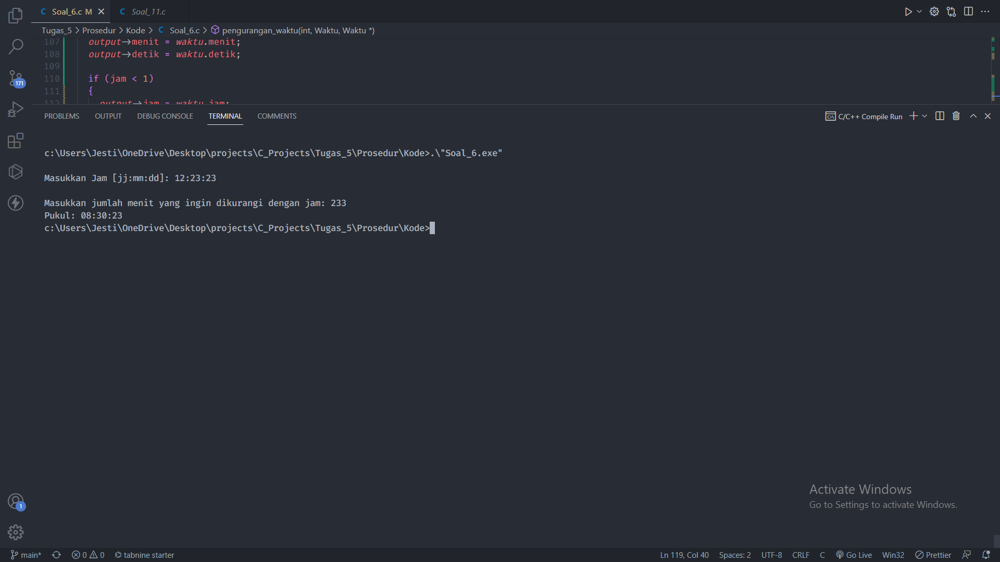 Soal_6.c M
Soal_11.c
Tugas_5 > Prosedur > Kode > C Soal_6.c > pengurangan_waktu(int, Waktu, Waktu *)
107 output->menit = waktu.menit;
108 output->detik = waktu.detik;
109
110 if (jam < 1)
111 {
112 output->jam = waktu.jam;
171
PROBLEMS OUTPUT DEBUG CONSOLE TERMINAL COMMENTS
C/C++ Compile Run
c:\Users\Jesti\OneDrive\Desktop\projects\C_Projects\Tugas_5\Prosedur\Kode>.\"Soal_6.exe"
Masukkan Jam [jj:mm:dd]: 12:23:23
Masukkan jumlah menit yang ingin dikurangi dengan jam: 233
Pukul: 08:30:23
c:\Users\Jesti\OneDrive\Desktop\projects\C_Projects\Tugas_5\Prosedur\Kode>
Activate Windows
Go to Settings to activate Windows.
1
main* 0 0 tabnine starter Ln 119, Col 40 Spaces: 2 UTF-8 CRLF C Go Live Win32 Prettier